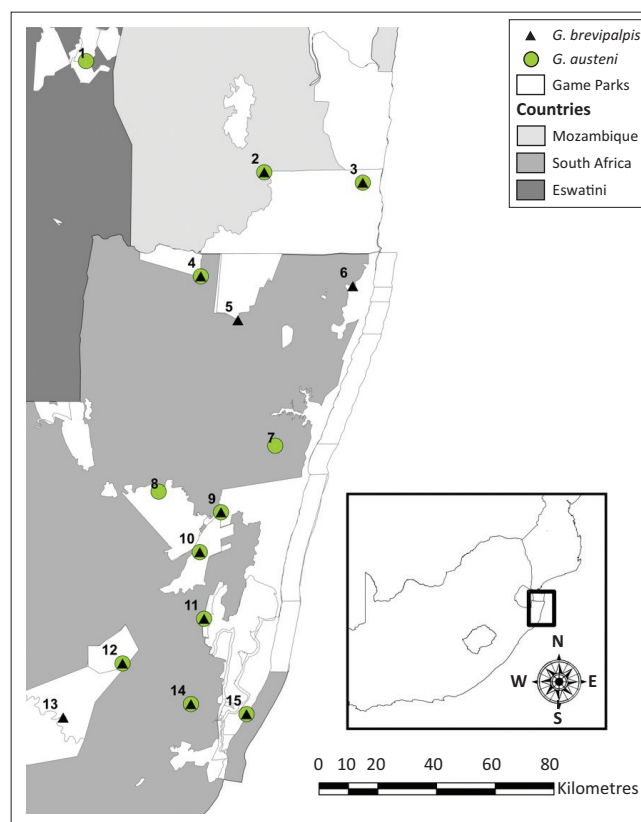 G. brevipalpis
G. austeni
Game Parks
Countries
Mozambique
South Africa
Eswatini
1
2
3
4
5
6
7
8
9
10
11
12
13
14
15
N
W E
S
0 10 20 40 60 80
Kilometres